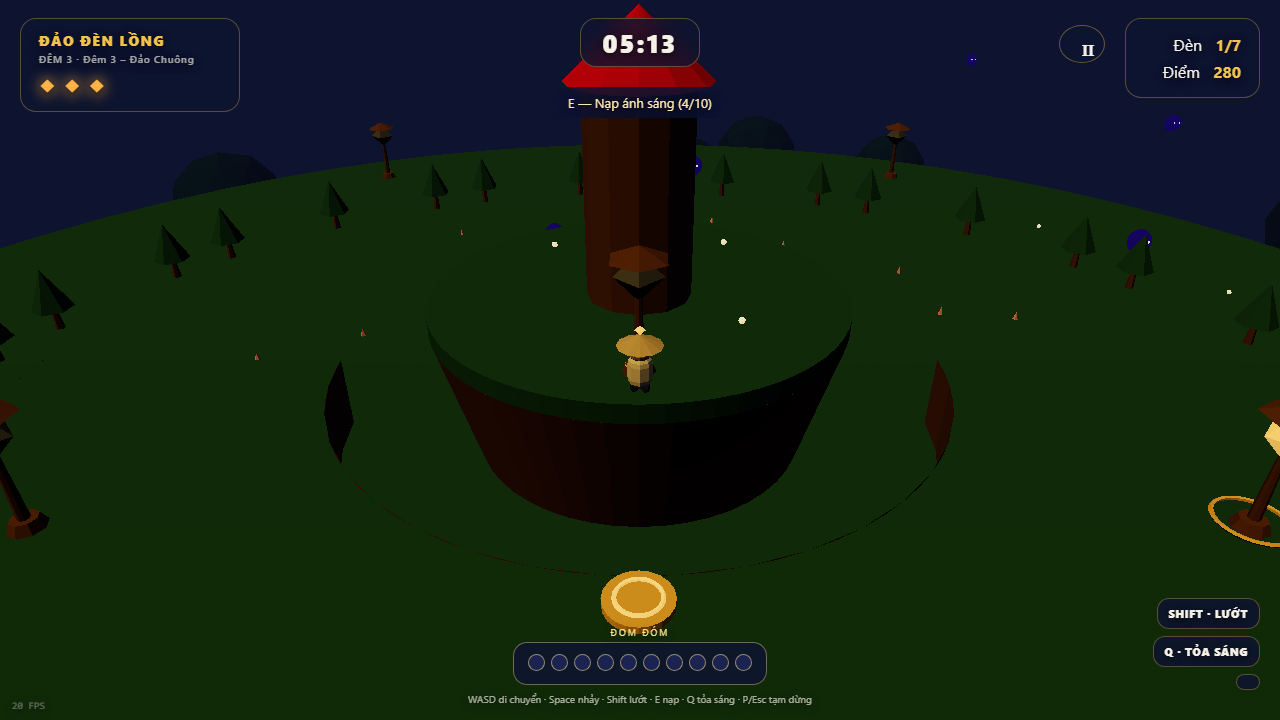 ĐẢO ĐÈN LỒNG
ĐÊM 3 · Đêm 3 – Đảo Chuông
05:13
E — Nạp ánh sáng (4/10)
II
Đèn 1/7
Điểm 280
ĐOM ĐÓM
SHIFT · LƯỚT
Q · TỎA SÁNG
WASD di chuyển · Space nhảy · Shift lướt · E nạp · Q tỏa sáng · P/Esc tạm dừng
20 FPS